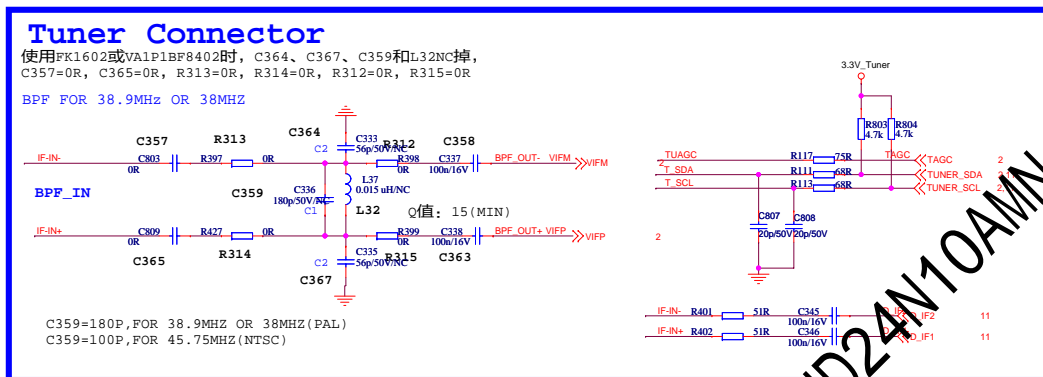 Tuner Connector
使用FK1602或VA1P1BF8402时，C364、C367、C359和L32NC掉，
C357=0R，C365=0R，R313=0R，R314=0R，R312=0R，R315=0R
BPF FOR 38.9MHz OR 38MHZ
3.3V_Tuner
C357
R313
C364
C333
C2
56p/50V/NC
R312
C358
R803
4.7k
R804
4.7k
IF-IN-
C803
0R
R397
0R
R398
0R
C337
100n/16V
BPF_OUT-
VIFM
VIFM
2
TUAGC
R117
75R
TAGC
TAGC
2
T_SDA
R111
68R
TUNER_SDA
T_SCL
R113
68R
TUNER_SCL
BPF_IN
C359
C336
180p/50V/NC
C1
L37
0.015 uH/NC
L32
Q值：15(MIN)
C807
20p/50V
C808
20p/50V
IF-IN+
C809
0R
R427
0R
R399
0R
C338
100n/16V
BPF_OUT+
VIFP
VIFP
2
C365
R314
C2
C335
56p/50V/NC
R315
C363
C367
C359=180P,FOR 38.9MHZ OR 38MHZ(PAL)
C359=100P,FOR 45.75MHZ(NTSC)
IF-IN-
R401
51R
C345
100n/16V
D_IF2
11
IF-IN+
R402
51R
C346
100n/16V
D_IF1
11